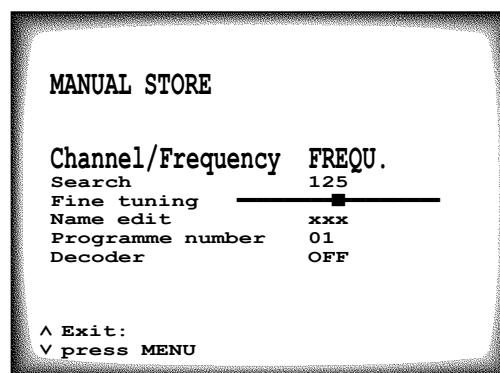 MANUAL STORE
Channel/Frequency FREQU.
Search 125
Fine tuning
Name edit xxx
Programme number 01
Decoder OFF
∧ Exit:
∨ press MENU